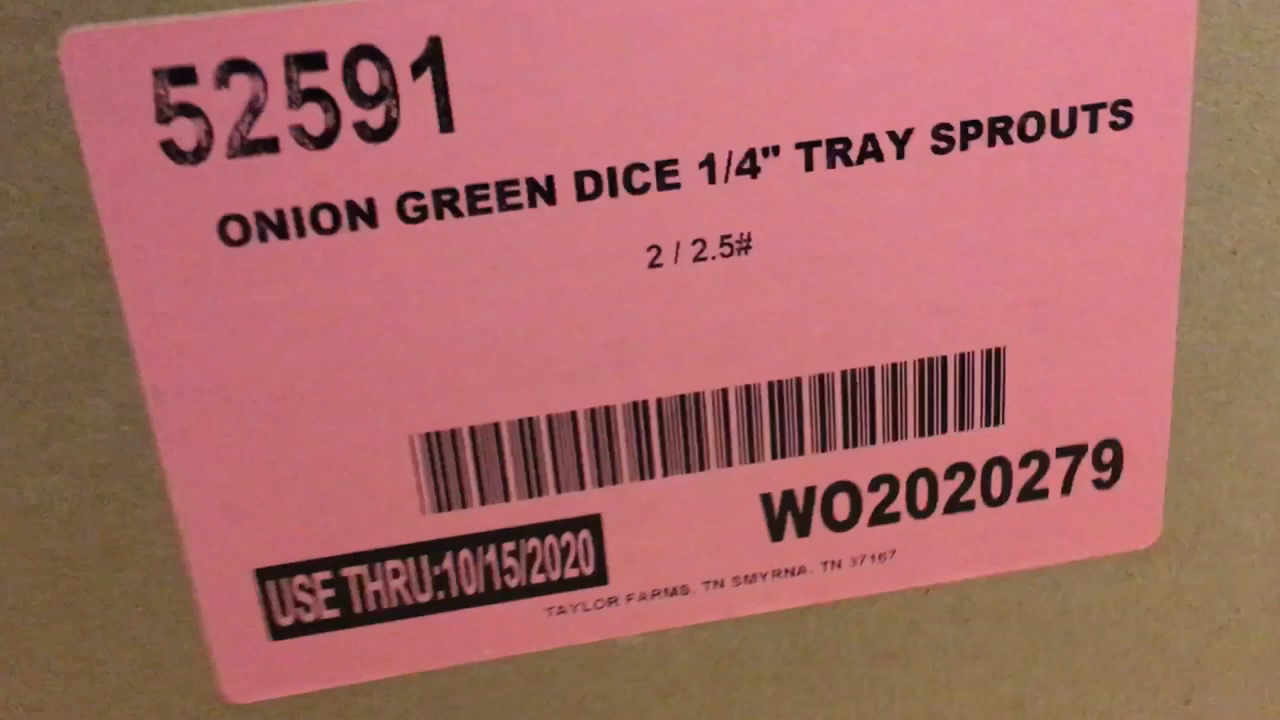 52591
ONION GREEN DICE 1/4" TRAY SPROUTS
2 / 2.5#
WO2020279
USE THRU:10/15/2020
TAYLOR FARMS, TN SMYRNA, TN 37167